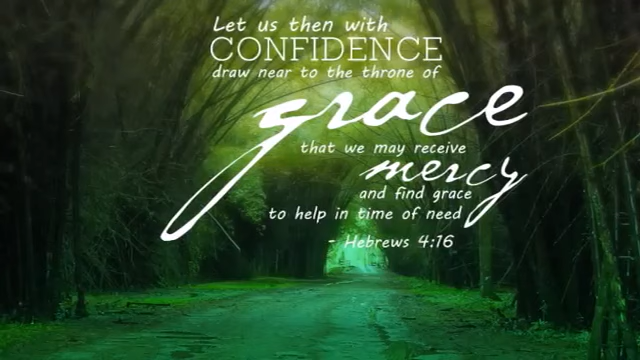 Let us then with
CONFIDENCE
draw near to the throne of
grace
that we may receive
mercy
and find grace
to help in time of need
- Hebrews 4:16